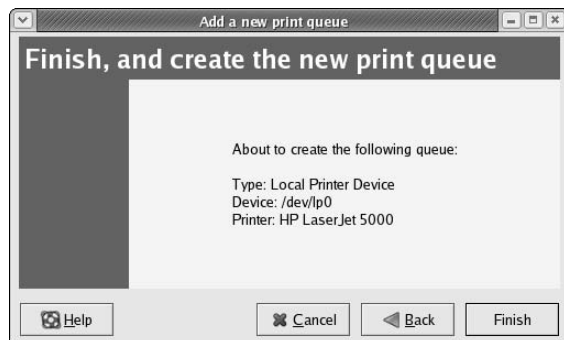 Add a new print queue
Finish, and create the new print queue
About to create the following queue:
Type: Local Printer Device
Device: /dev/lp0
Printer: HP LaserJet 5000
Help
Cancel
Back
Finish